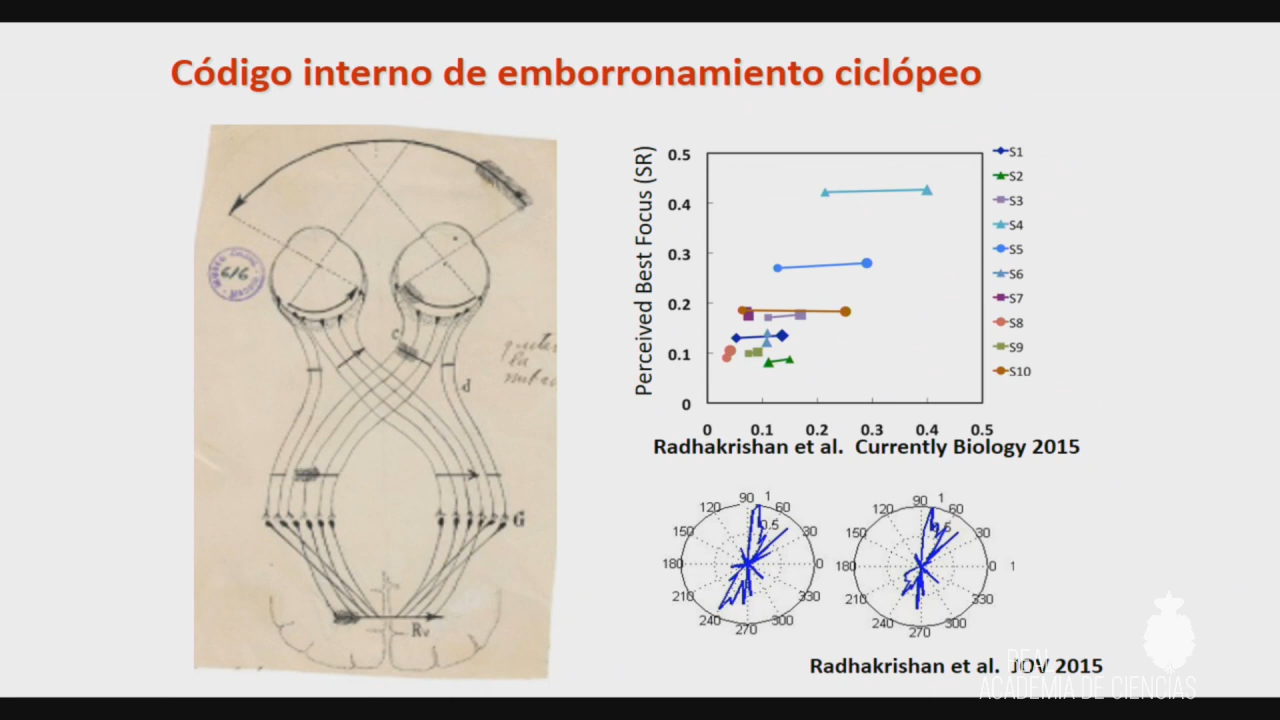 Código interno de emborronamiento ciclópeo
616
c
d
G
Rv
la
Perceived Best Focus (SR)
0.5
0.4
0.3
0.2
0.1
0
0 0.1 0.2 0.3 0.4 0.5
S1
S2
S3
S4
S5
S6
S7
S8
S9
S10
Radhakrishan et al. Currently Biology 2015
90 1
120 60
0.5
150 30
180 0
210 330
240 300
270
90 1
120 60
150 30
180 0 1
210 330
240 300
270
Radhakrishan et al. JOV 2015
REAL
ACADEMIA DE CIENCIAS